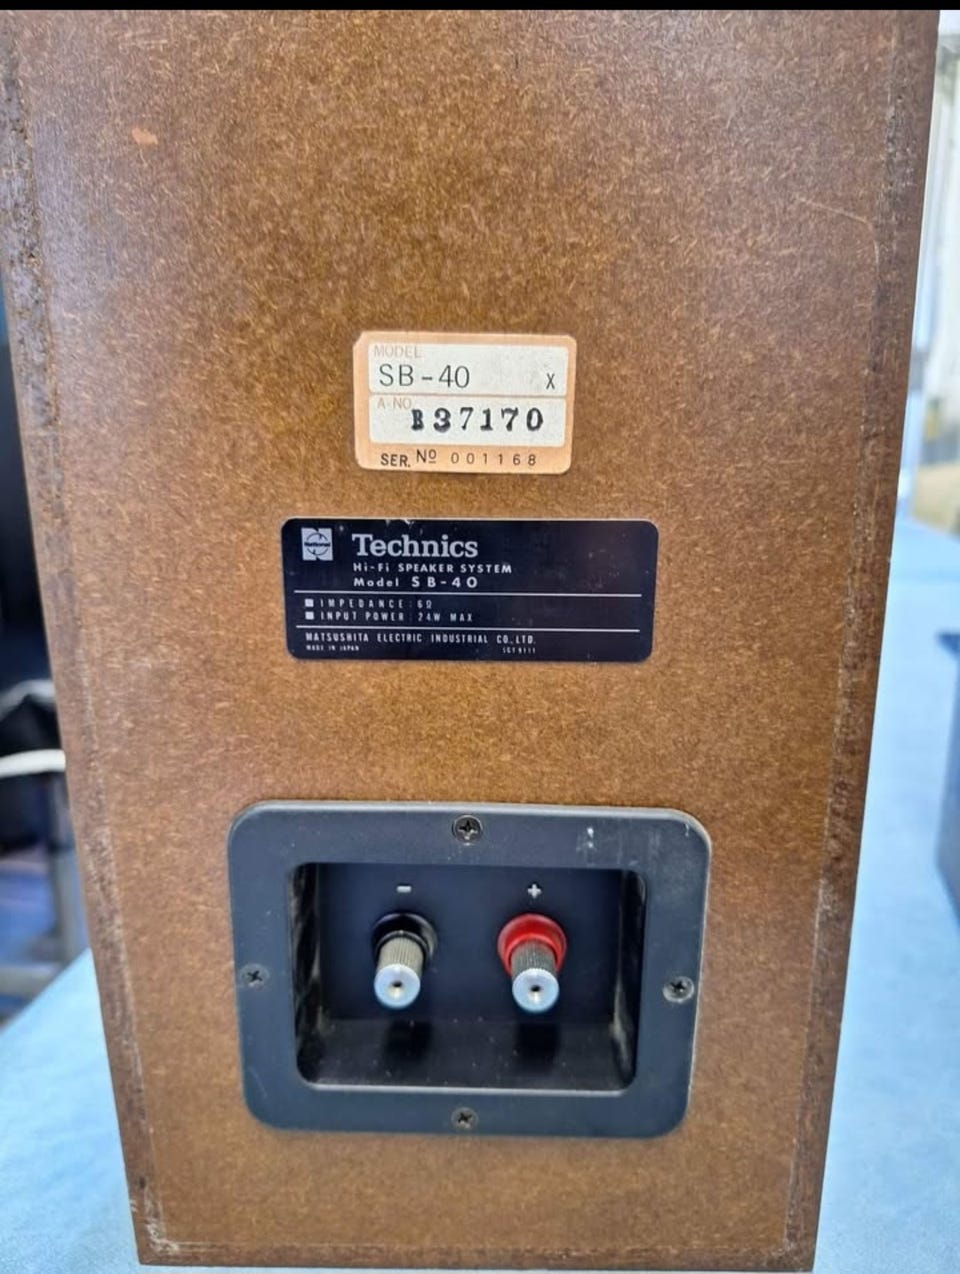 MODEL
SB-40 X
A-NO
B37170
SER. Nº 001168
National
Technics
Hi-Fi SPEAKER SYSTEM
Model SB-40
IMPEDANCE 6Ω
INPUT POWER 24W MAX
MATSUSHITA ELECTRIC INDUSTRIAL CO., LTD.
MADE IN JAPAN
- +